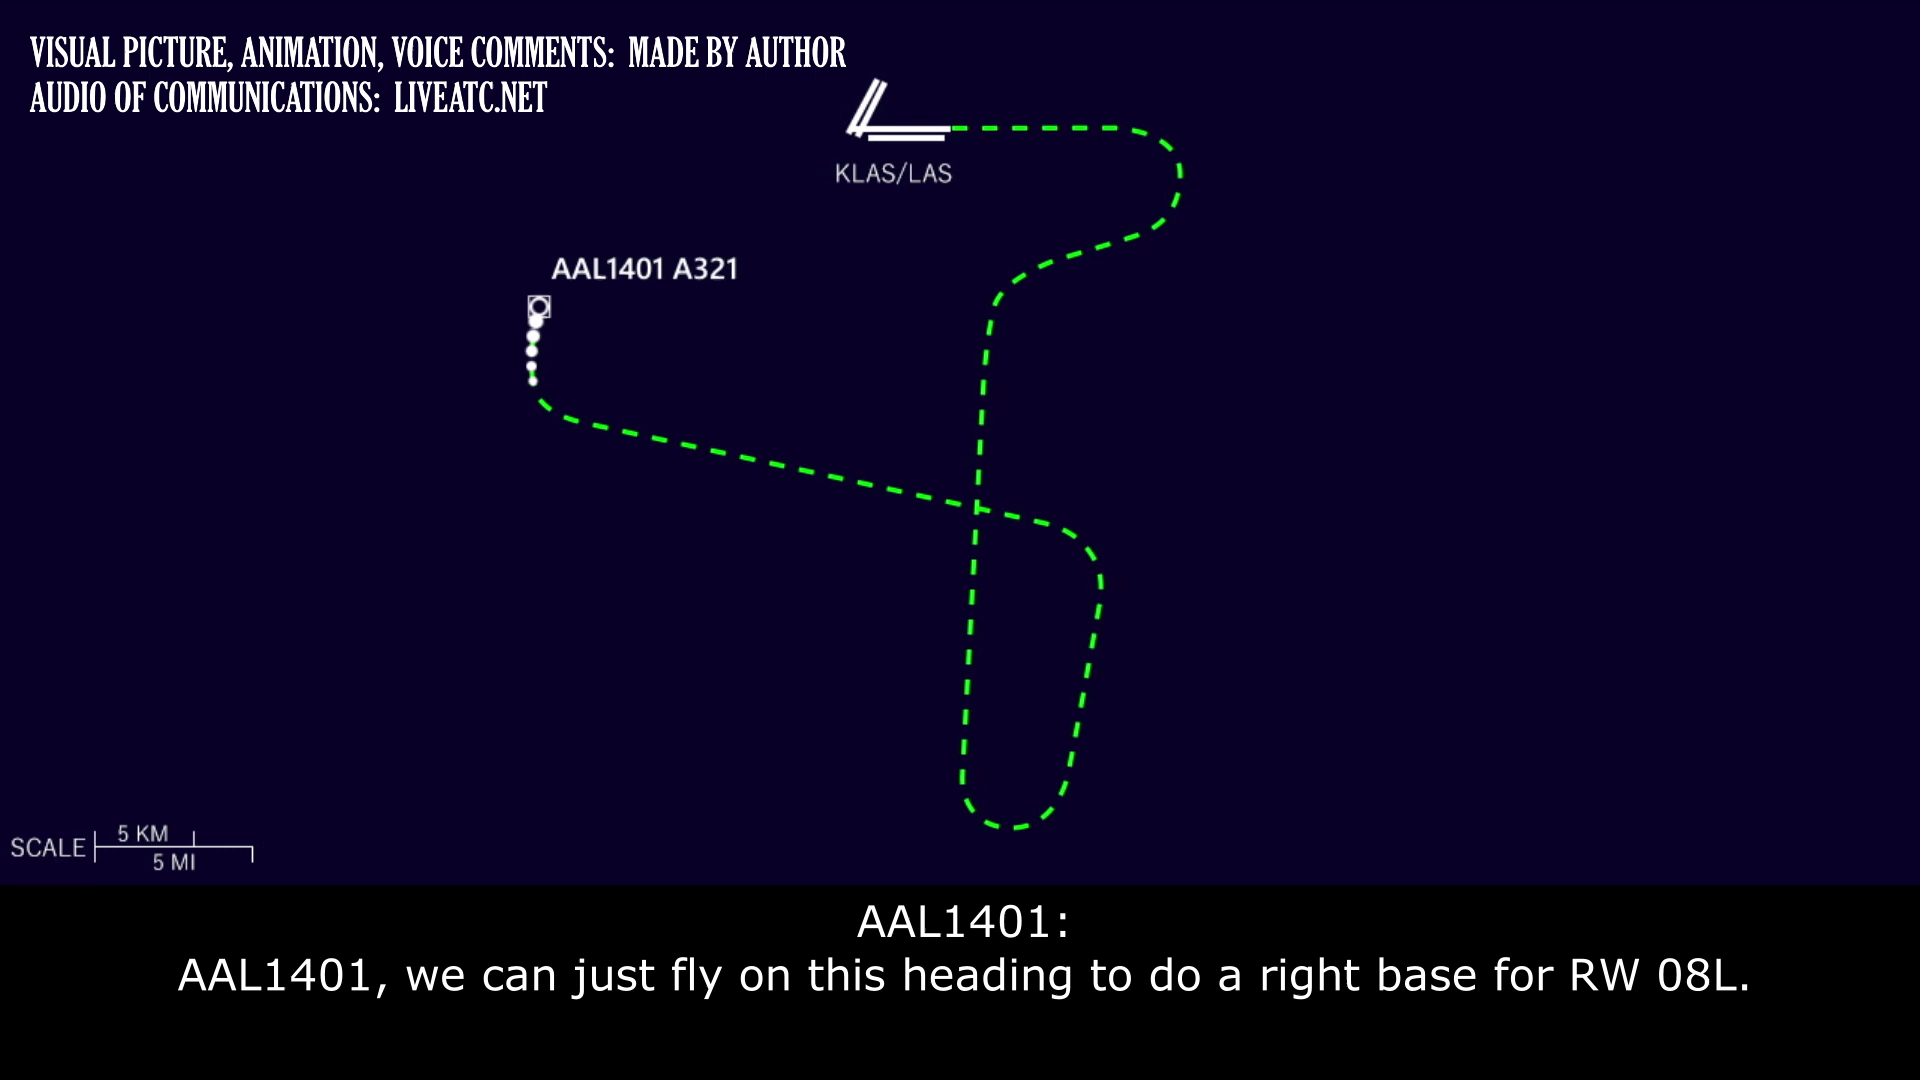 VISUAL PICTURE, ANIMATION, VOICE COMMENTS: MADE BY AUTHOR
AUDIO OF COMMUNICATIONS: LIVEATC.NET
KLAS/LAS
AAL1401 A321
5 KM
SCALE
5 MI
AAL1401:
AAL1401, we can just fly on this heading to do a right base for RW 08L.